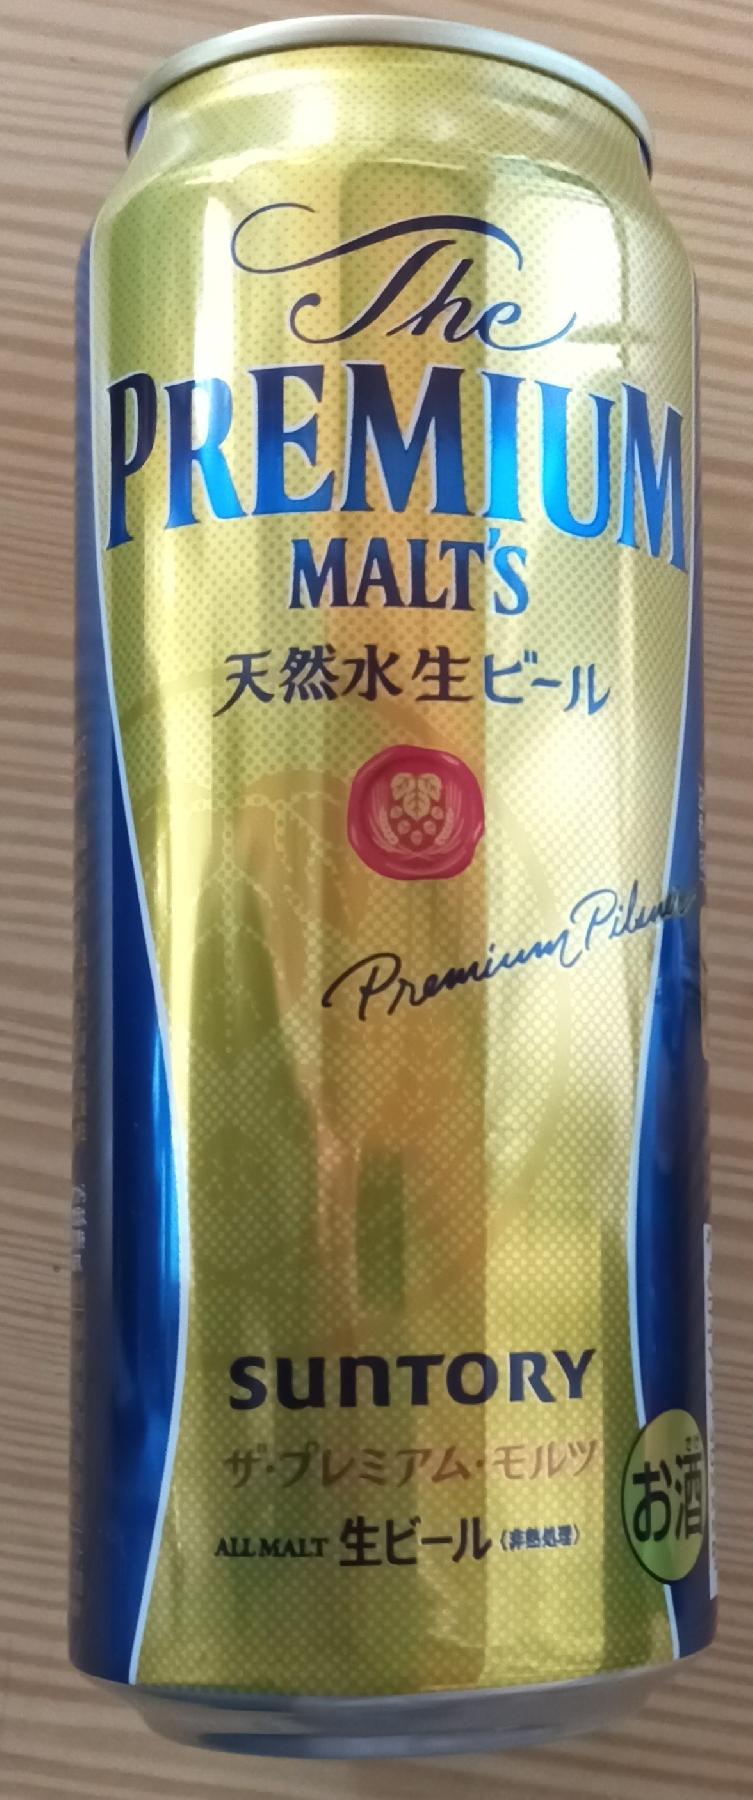 The
PREMIUM
MALT'S
天然水生ビール
Premium Pilsner
SUNTORY
ザ・プレミアム・モルツ
ALL MALT 生ビール (非熱処理)
お酒